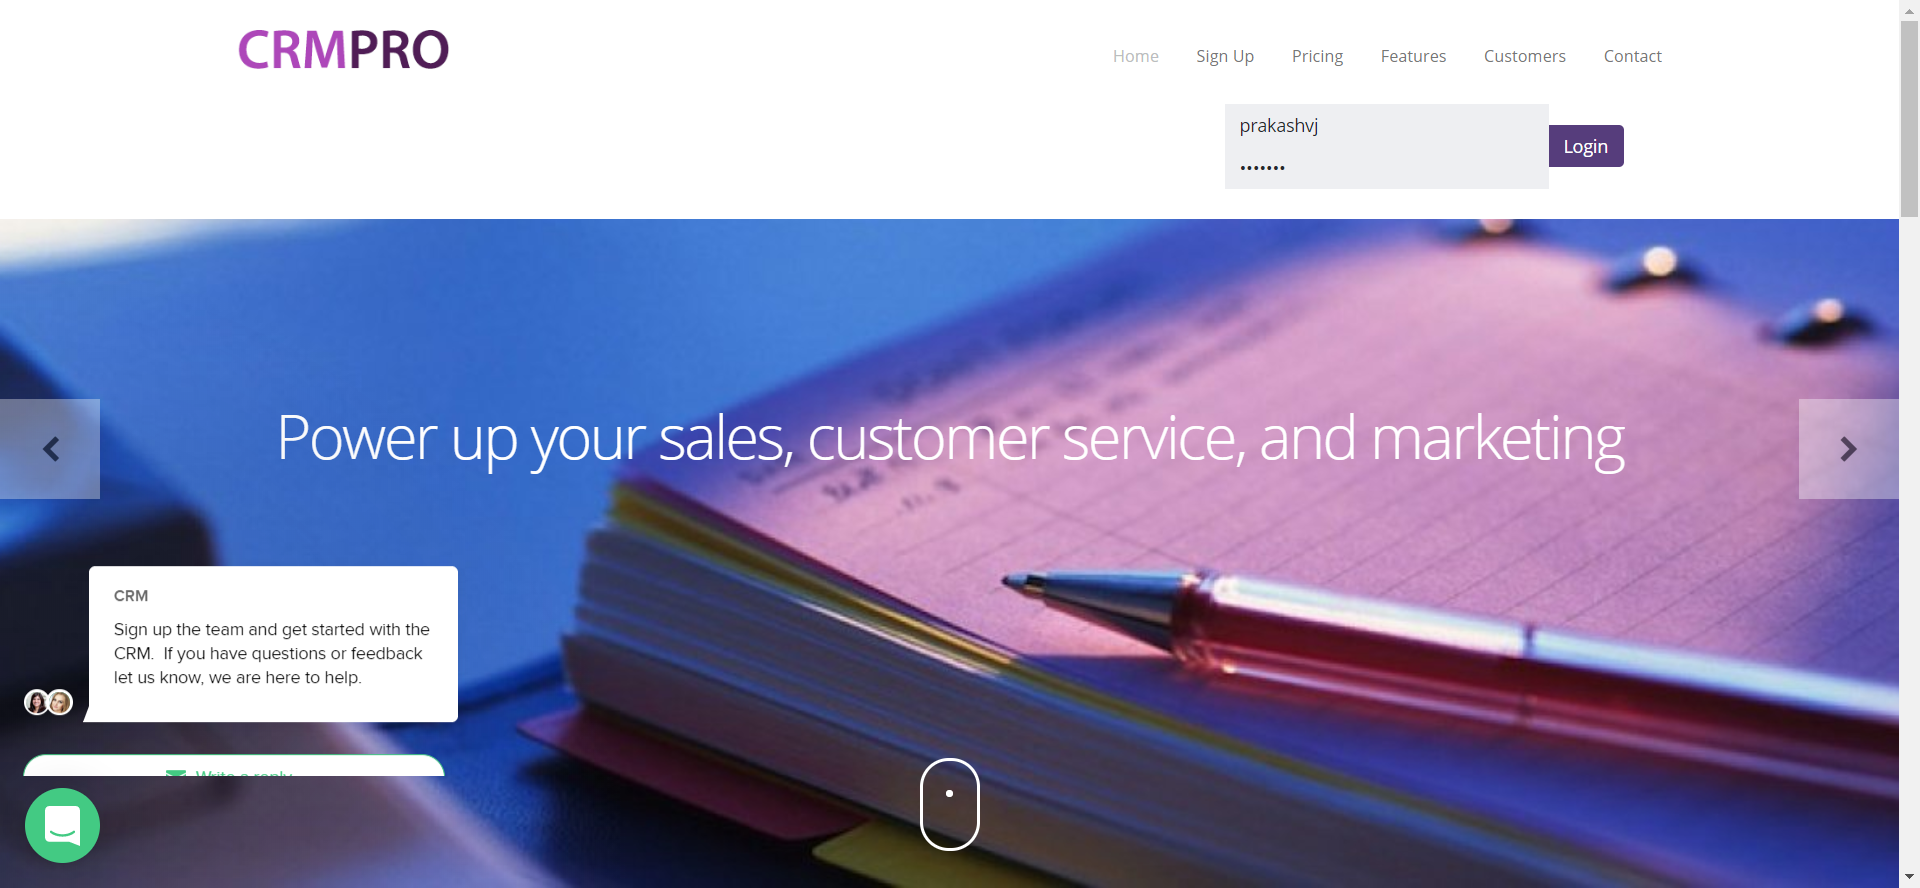 CRMPRO
Home Sign Up Pricing Features Customers Contact
prakashvj
•••••••
Login
Power up your sales, customer service, and marketing
CRM
Sign up the team and get started with the
CRM.  If you have questions or feedback
let us know, we are here to help.
Write a reply